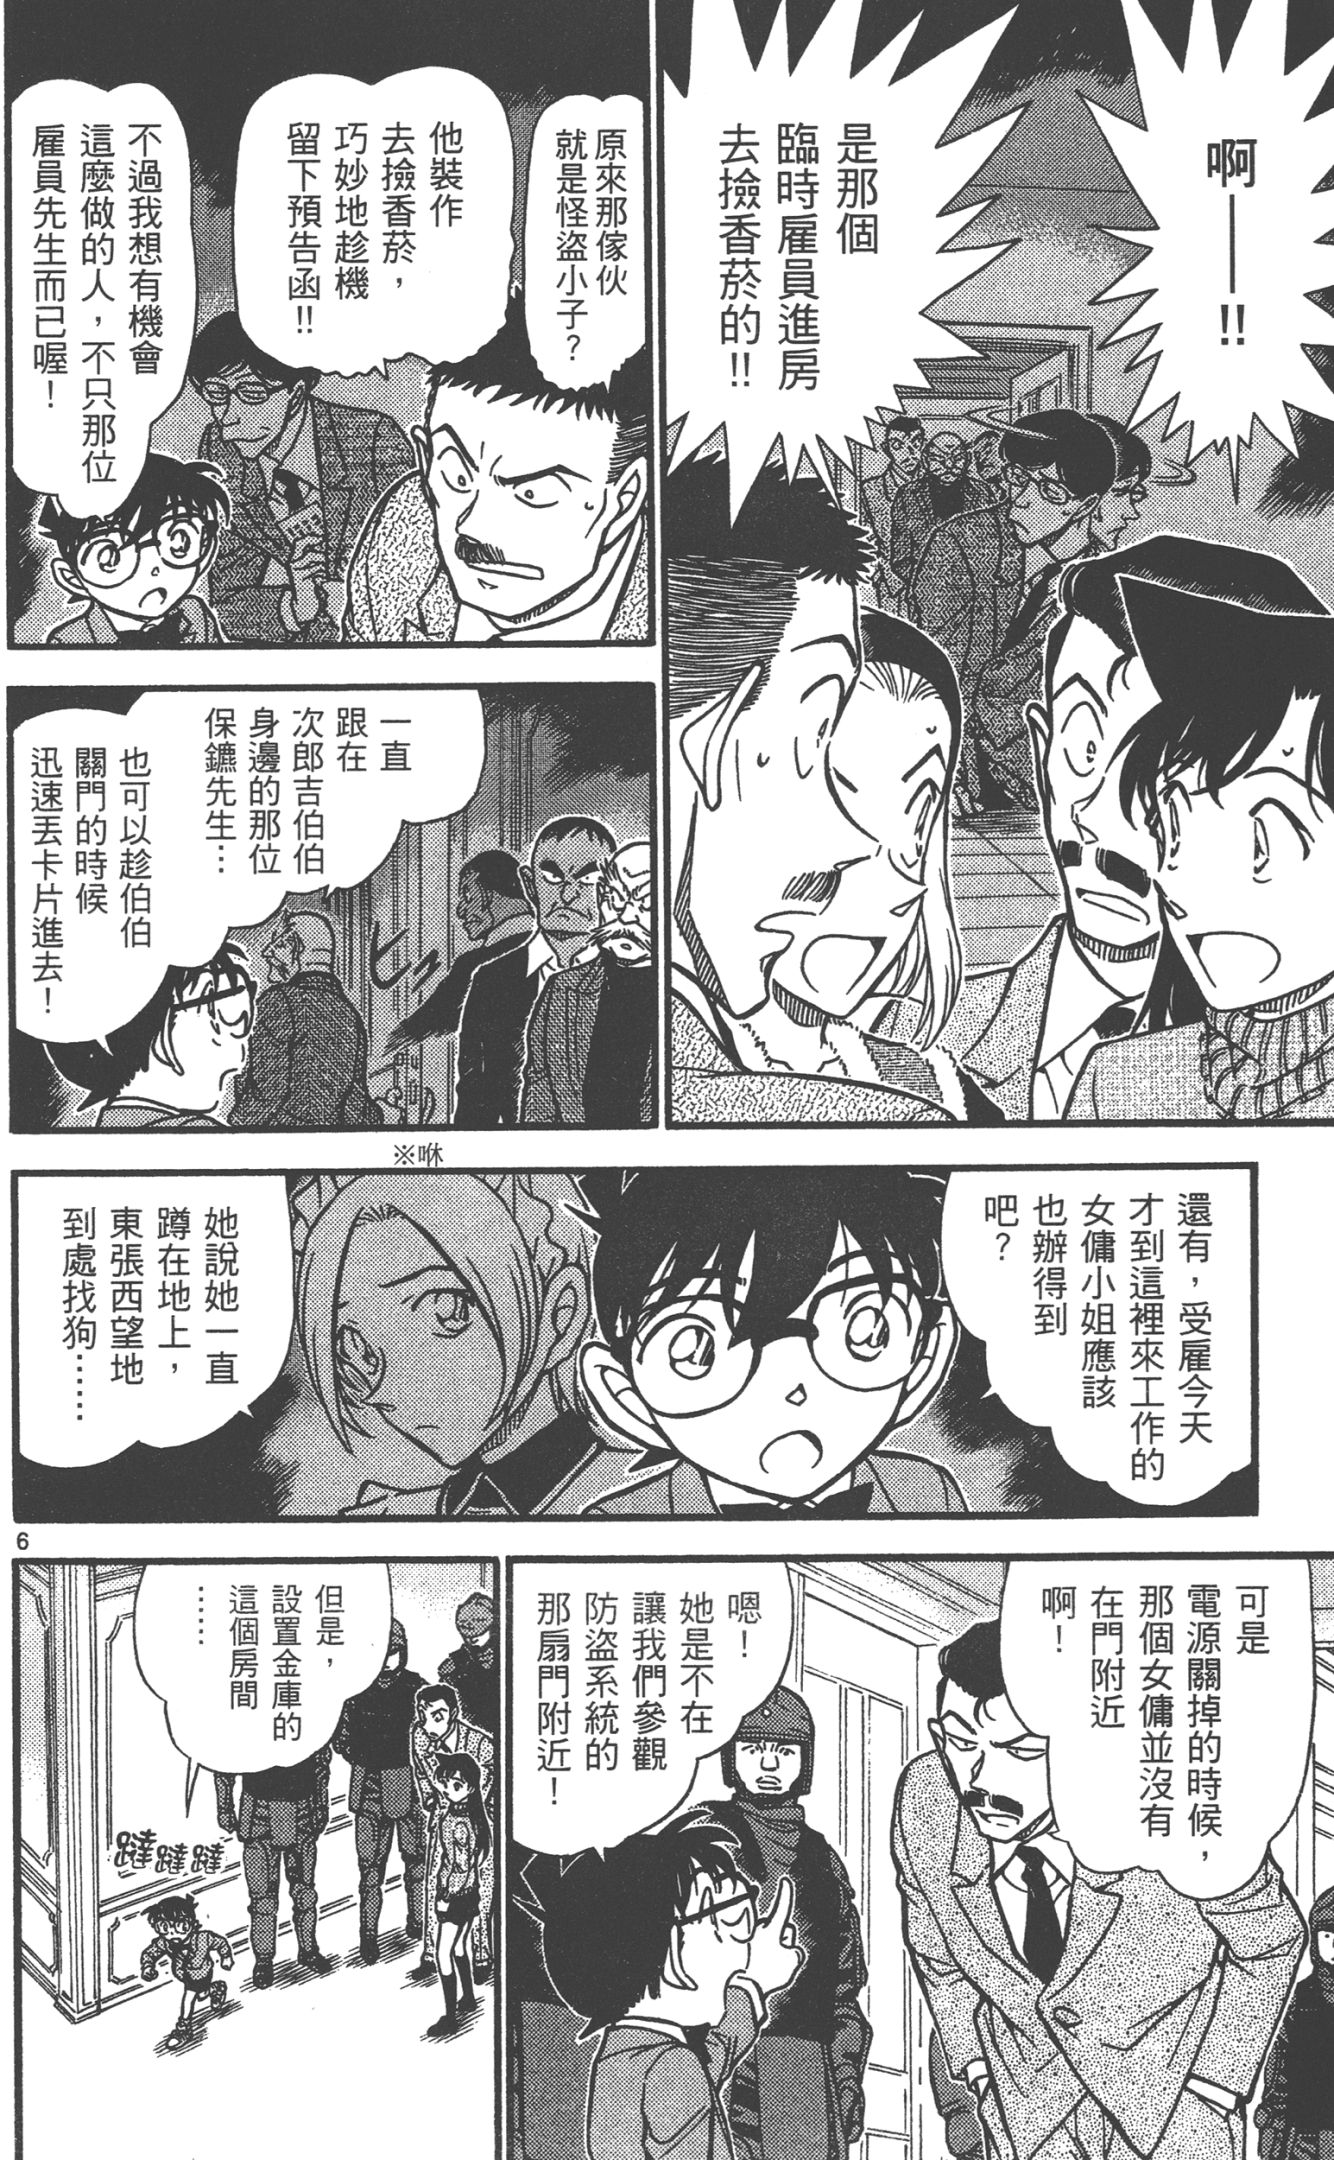 啊——!!
是那個
臨時雇員進房
去撿香菸的!!
原來那傢伙
就是怪盜小子?
他裝作
去撿香菸，
巧妙地趁機
留下預告函!!
不過我想有機會
這麼做的人，不只那位
雇員先生而已喔！
一直
跟在
次郎吉伯伯
身邊的那位
保鑣先生…
也可以趁伯伯
關門的時候
迅速丟卡片進去！
ヒュッ
※咻
還有，受雇今天
才到這裡來工作的
女傭小姐應該
也辦得到
吧？
她說她一直
蹲在地上，
東張西望地
到處找狗……
6
可是
電源關掉的時候，
那個女傭並沒有
在門附近
啊！
嗯！
她是不在
讓我們參觀
防盜系統的
那扇門附近！
但是，
設置金庫的
這個房間
……
躂躂躂